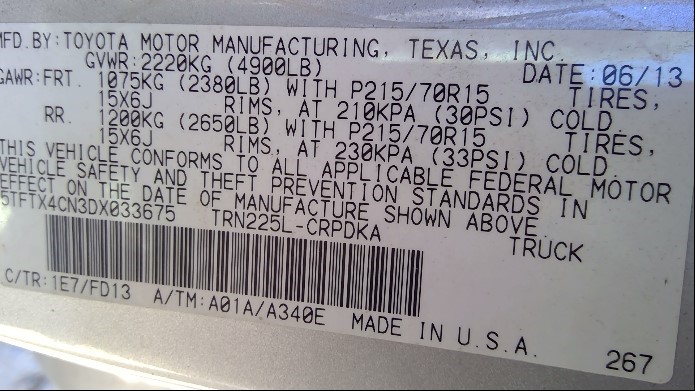 MFD.BY:TOYOTA MOTOR MANUFACTURING, TEXAS, INC.
GVWR:2220KG (4900LB) DATE:06/13
GAWR:FRT. 1075KG (2380LB) WITH P215/70R15 TIRES,
15X6J RIMS, AT 210KPA (30PSI) COLD.
RR. 1200KG (2650LB) WITH P215/70R15 TIRES,
15X6J RIMS, AT 230KPA (33PSI) COLD.
THIS VEHICLE CONFORMS TO ALL APPLICABLE FEDERAL MOTOR
VEHICLE SAFETY AND THEFT PREVENTION STANDARDS IN
EFFECT ON THE DATE OF MANUFACTURE SHOWN ABOVE.
5TFTX4CN3DX033675 TRN225L-CRPDKA TRUCK
C/TR:1E7/FD13 A/TM:A01A/A340E MADE IN U.S.A. 267